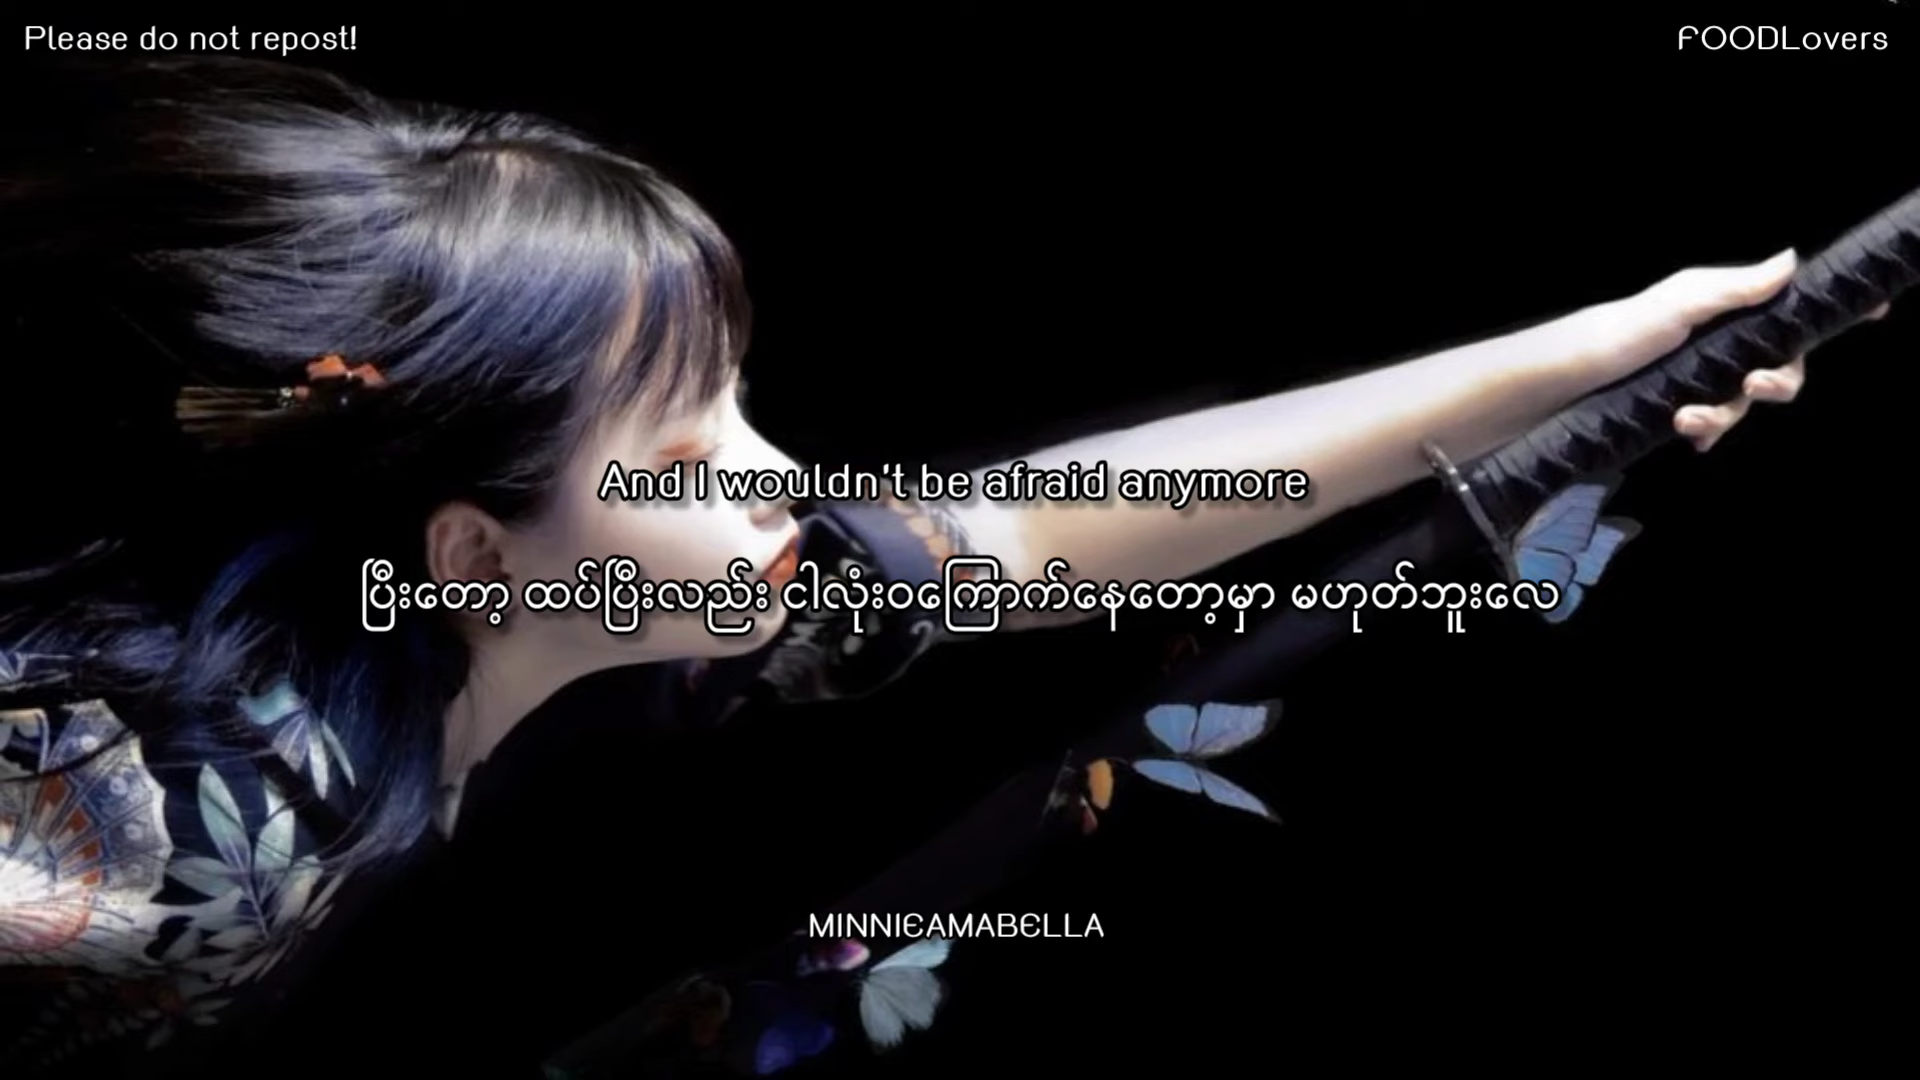 Please do not repost!
FOODLovers
And I wouldn't be afraid anymore
ပြီးတော့ ထပ်ပြီးလည်း ငါလုံးဝကြောက်နေတော့မှာ မဟုတ်ဘူးလေ
MINNIEAMABELLA